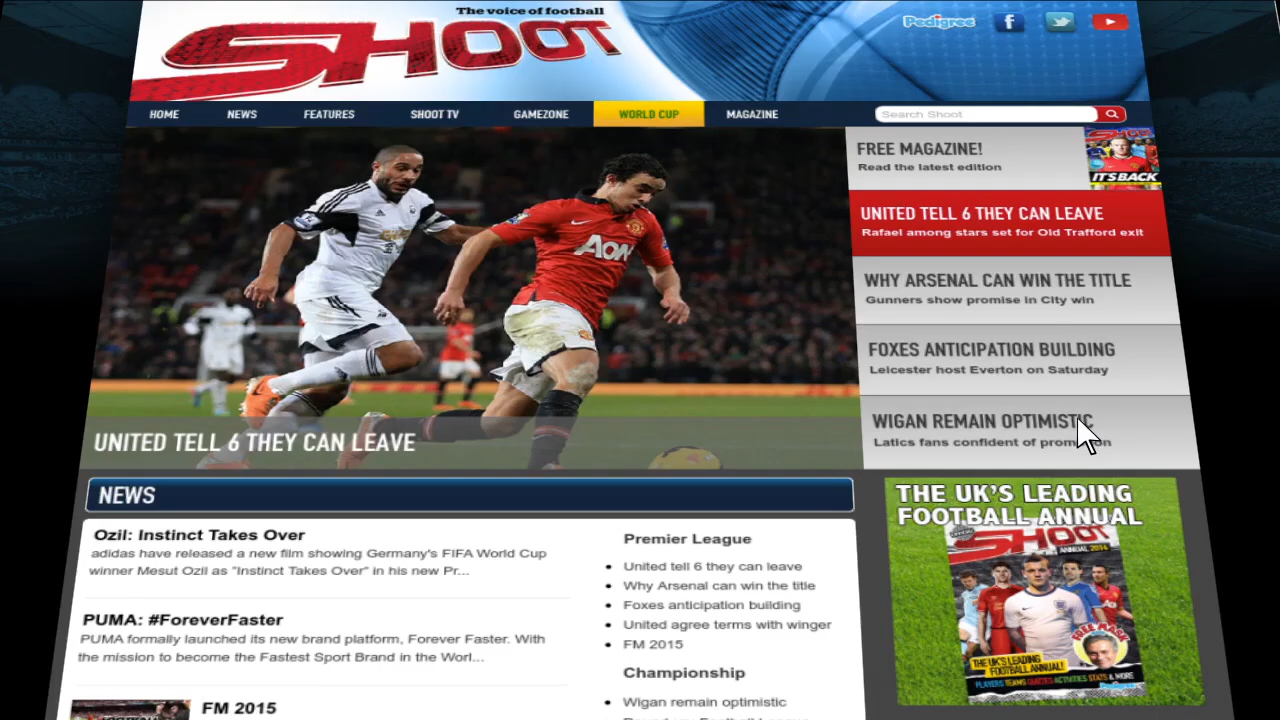 The voice of football
SHOOT
Pedigree
HOME
NEWS
FEATURES
SHOOT TV
GAMEZONE
WORLD CUP
MAGAZINE
Search Shoot
AON
UNITED TELL 6 THEY CAN LEAVE
FREE MAGAZINE!
Read the latest edition
SHOOT
IT'S BACK
UNITED TELL 6 THEY CAN LEAVE
Rafael among stars set for Old Trafford exit
WHY ARSENAL CAN WIN THE TITLE
Gunners show promise in City win
FOXES ANTICIPATION BUILDING
Leicester host Everton on Saturday
WIGAN REMAIN OPTIMISTIC
Latics fans confident of promotion
NEWS
Ozil: Instinct Takes Over
adidas have released a new film showing Germany's FIFA World Cup
winner Mesut Ozil as "Instinct Takes Over" in his new Pr...
PUMA: #ForeverFaster
PUMA formally launched its new brand platform, Forever Faster. With
the mission to become the Fastest Sport Brand in the Worl...
FM 2015
Premier League
United tell 6 they can leave
Why Arsenal can win the title
Foxes anticipation building
United agree terms with winger
FM 2015
Championship
Wigan remain optimistic
THE UK'S LEADING
FOOTBALL ANNUAL
SHOOT
ANNUAL 2014
THE UK'S LEADING
FOOTBALL ANNUAL!
PLAYERS TEAMS QUIZZES ACTIVITIES STATS & MORE
Pedigree